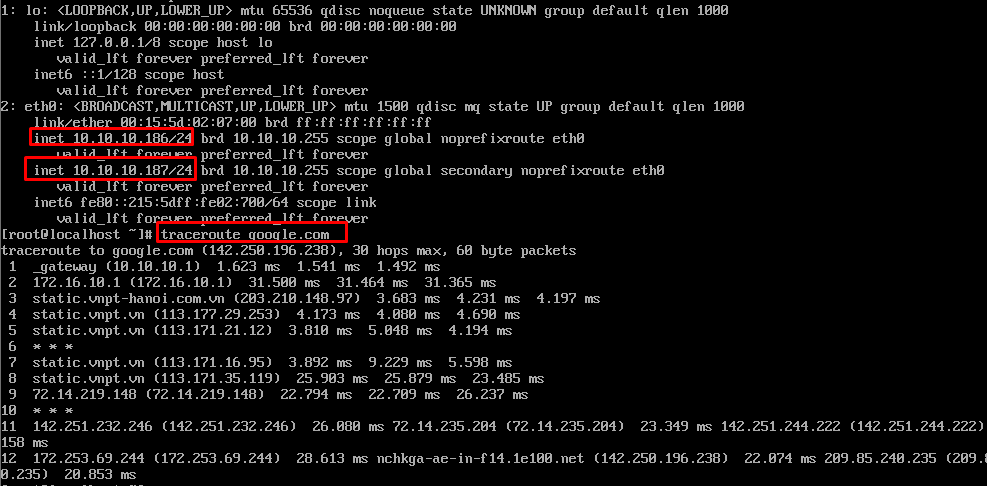 1: lo: <LOOPBACK,UP,LOWER_UP> mtu 65536 qdisc noqueue state UNKNOWN group default qlen 1000
link/loopback 00:00:00:00:00:00 brd 00:00:00:00:00:00
inet 127.0.0.1/8 scope host lo
valid_lft forever preferred_lft forever
inet6 ::1/128 scope host
valid_lft forever preferred_lft forever
2: eth0: <BROADCAST,MULTICAST,UP,LOWER_UP> mtu 1500 qdisc mq state UP group default qlen 1000
link/ether 00:15:5d:02:07:00 brd ff:ff:ff:ff:ff:ff
inet 10.10.10.186/24 brd 10.10.10.255 scope global noprefixroute eth0
valid_lft forever preferred_lft forever
inet 10.10.10.187/24 brd 10.10.10.255 scope global secondary noprefixroute eth0
valid_lft forever preferred_lft forever
inet6 fe80::215:5dff:fe02:700/64 scope link
valid_lft forever preferred_lft forever
[root@localhost ~]# traceroute google.com
traceroute to google.com (142.250.196.238), 30 hops max, 60 byte packets
1 _gateway (10.10.10.1) 1.623 ms 1.541 ms 1.492 ms
2 172.16.10.1 (172.16.10.1) 31.500 ms 31.464 ms 31.365 ms
3 static.vnpt-hanoi.com.vn (203.210.148.97) 3.683 ms 4.231 ms 4.197 ms
4 static.vnpt.vn (113.177.29.253) 4.173 ms 4.080 ms 4.690 ms
5 static.vnpt.vn (113.171.21.12) 3.810 ms 5.048 ms 4.194 ms
6 * * *
7 static.vnpt.vn (113.171.16.95) 3.892 ms 9.229 ms 5.598 ms
8 static.vnpt.vn (113.171.35.119) 25.903 ms 25.879 ms 23.485 ms
9 72.14.219.148 (72.14.219.148) 22.794 ms 22.709 ms 26.237 ms
10 * * *
11 142.251.232.246 (142.251.232.246) 26.080 ms 72.14.235.204 (72.14.235.204) 23.349 ms 142.251.244.222 (142.251.244.222)
158 ms
12 172.253.69.244 (172.253.69.244) 28.613 ms nchkga-ae-in-f14.1e100.net (142.250.196.238) 22.074 ms 209.85.240.235 (209.8
0.235) 20.853 ms